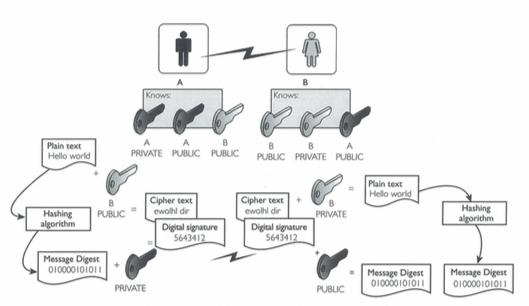 A
B
Knows:
Knows:
A
PRIVATE
A
PUBLIC
B
PUBLIC
B
PUBLIC
B
PRIVATE
A
PUBLIC
Plain text
Hello world
+
B
PUBLIC
=
Cipher text
ewolhl dir
Digital signature
5643412
=
Hashing
algorithm
Message Digest
010000101011
+
PRIVATE
Cipher text
ewolhl dir
Digital signature
5643412
+
B
PRIVATE
=
Plain text
Hello world
Hashing
algorithm
+
PUBLIC
=
Message Digest
010000101011
Message Digest
010000101011